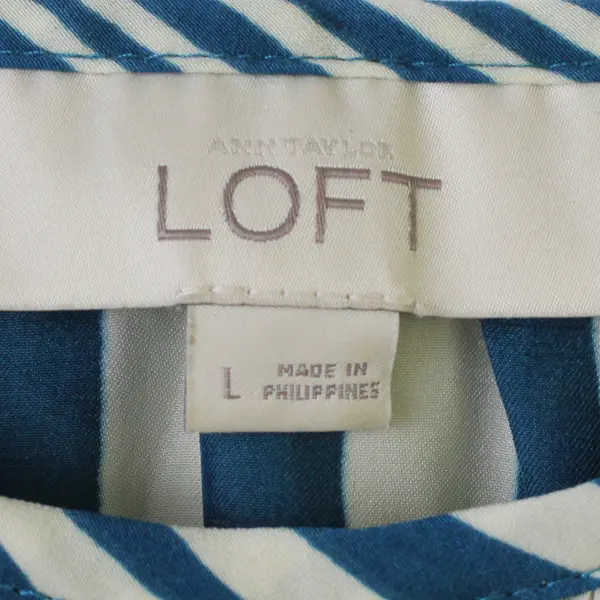 ANN TAYLOR
LOFT
L
MADE IN
PHILIPPINES